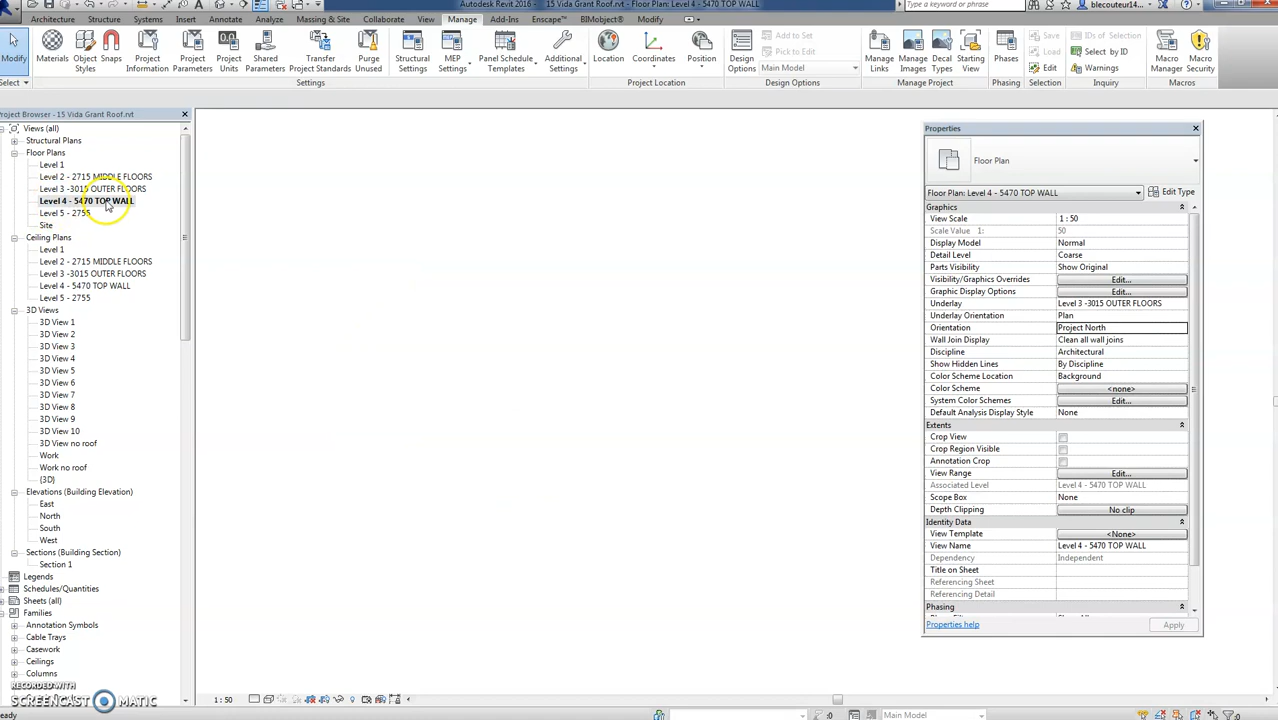 Autodesk Revit 2016 - 15 Vida Grant Roof.rvt - Floor Plan: Level 4 - 5470 TOP WALL
Type a keyword or phrase
blecouteur14...
Architecture Structure Systems Insert Annotate Analyze Massing & Site Collaborate View Manage Add-Ins Enscape™ BIMobject® Modify
Modify
Materials
Object Styles
Snaps
Project Information
Project Parameters
Project Units
Shared Parameters
Transfer Project Standards
Purge Unused
Structural Settings
MEP Settings
Panel Schedule Templates
Additional Settings
Location
Coordinates
Position
Design Options
Add to Set
Pick to Edit
Main Model
Manage Links
Manage Images
Decal Types
Starting View
Phases
Save
Load
Edit
IDs of Selection
Select by ID
Warnings
Macro Manager
Macro Security
Select
Settings
Project Location
Design Options
Manage Project
Phasing
Selection
Inquiry
Macros
Project Browser - 15 Vida Grant Roof.rvt
Views (all)
Structural Plans
Floor Plans
Level 1
Level 2 - 2715 MIDDLE FLOORS
Level 3 -3015 OUTER FLOORS
Level 4 - 5470 TOP WALL
Level 5 - 2755
Site
Ceiling Plans
Level 1
Level 2 - 2715 MIDDLE FLOORS
Level 3 -3015 OUTER FLOORS
Level 4 - 5470 TOP WALL
Level 5 - 2755
3D Views
3D View 1
3D View 2
3D View 3
3D View 4
3D View 5
3D View 6
3D View 7
3D View 8
3D View 9
3D View 10
3D View no roof
Work
Work no roof
{3D}
Elevations (Building Elevation)
East
North
South
West
Sections (Building Section)
Section 1
Legends
Schedules/Quantities
Sheets (all)
Families
Annotation Symbols
Cable Trays
Casework
Ceilings
Columns
RECORDED WITH
SCREENCAST MATIC
Properties
Floor Plan
Floor Plan: Level 4 - 5470 TOP WALL
Edit Type
Graphics
View Scale 1 : 50
Scale Value 1: 50
Display Model Normal
Detail Level Coarse
Parts Visibility Show Original
Visibility/Graphics Overrides Edit...
Graphic Display Options Edit...
Underlay Level 3 -3015 OUTER FLOORS
Underlay Orientation Plan
Orientation Project North
Wall Join Display Clean all wall joins
Discipline Architectural
Show Hidden Lines By Discipline
Color Scheme Location Background
Color Scheme <none>
System Color Schemes Edit...
Default Analysis Display Style None
Extents
Crop View
Crop Region Visible
Annotation Crop
View Range Edit...
Associated Level Level 4 - 5470 TOP WALL
Scope Box None
Depth Clipping No clip
Identity Data
View Template <None>
View Name Level 4 - 5470 TOP WALL
Dependency Independent
Title on Sheet
Referencing Sheet
Referencing Detail
Phasing
Properties help
Apply
1 : 50
Ready
:0
Main Model